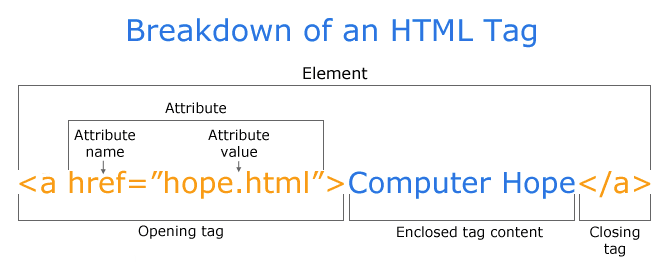 Breakdown of an HTML Tag
Element
Attribute
Attribute
name
Attribute
value
<a href=”hope.html”>Computer Hope</a>
Opening tag
Enclosed tag content
Closing
tag